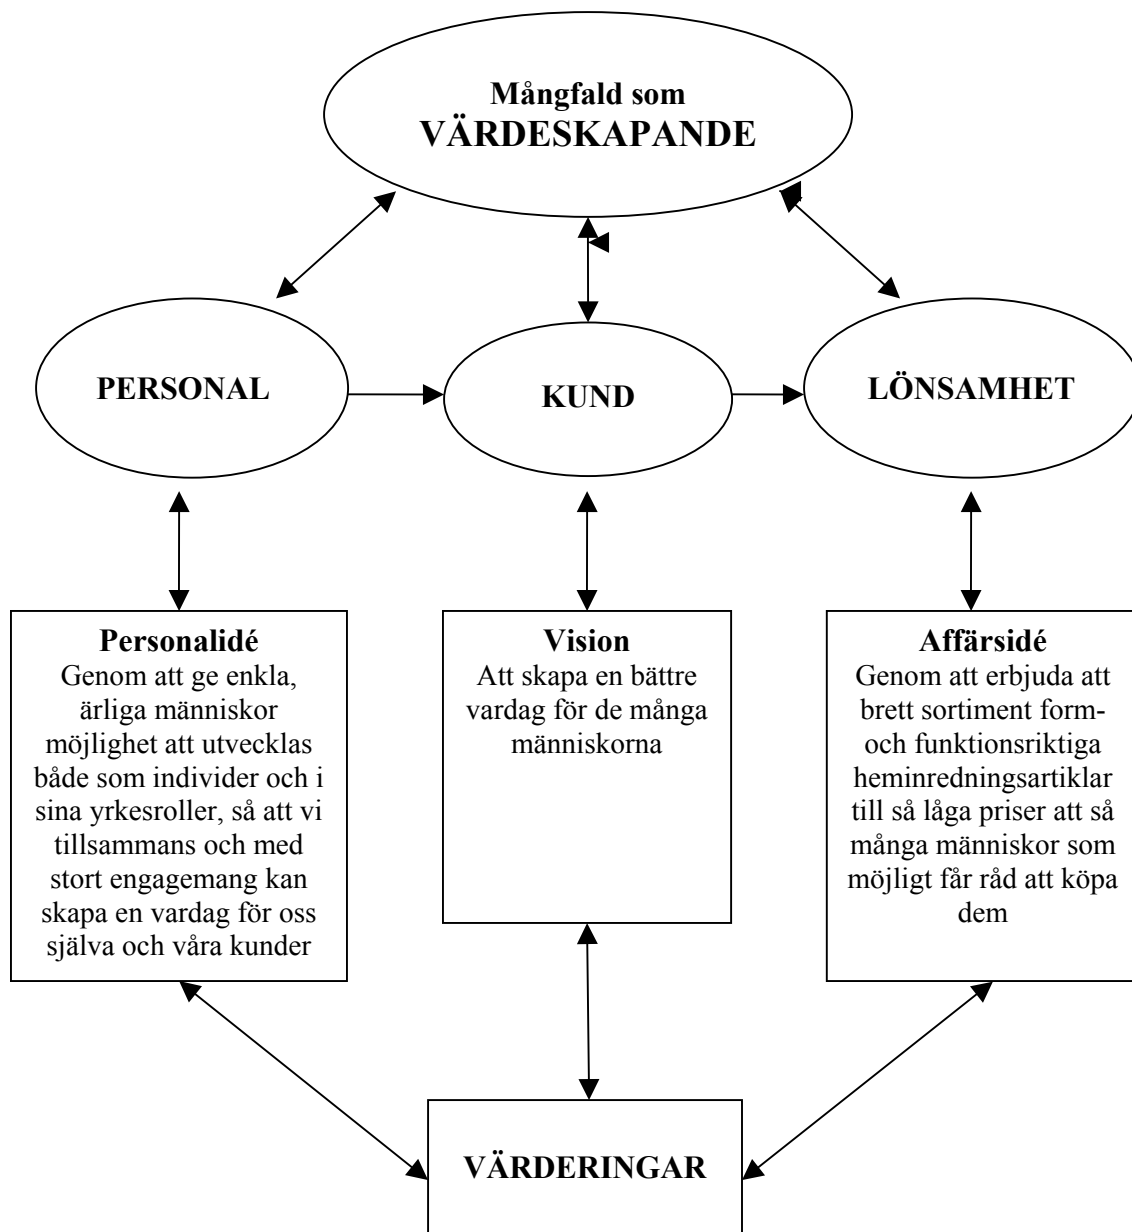 Mångfald som
VÄRDESKAPANDE
PERSONAL
KUND
LÖNSAMHET
Personalidé
Genom att ge enkla,
ärliga människor
möjlighet att utvecklas
både som individer och i
sina yrkesroller, så att vi
tillsammans och med
stort engagemang kan
skapa en vardag för oss
själva och våra kunder
Vision
Att skapa en bättre
vardag för de många
människorna
Affärsidé
Genom att erbjuda att
brett sortiment form-
och funktionsriktiga
heminredningsartiklar
till så låga priser att så
många människor som
möjligt får råd att köpa
dem
VÄRDERINGAR